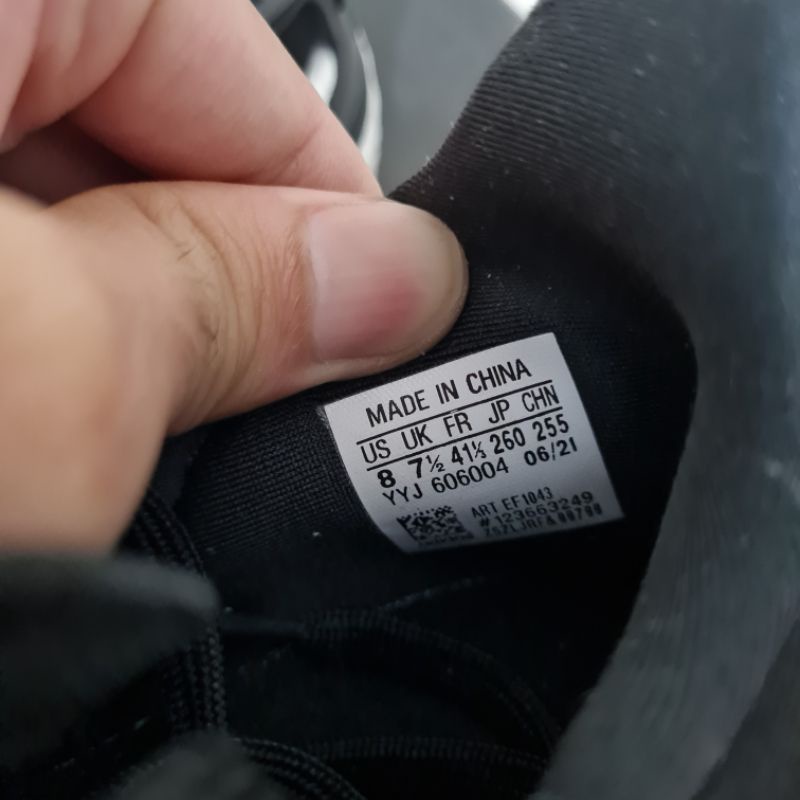 MADE IN CHINA
US UK FR JP CHN
8 7½ 41⅓ 260 255
YYJ 606004 06/21
ART EF1043
#123663249